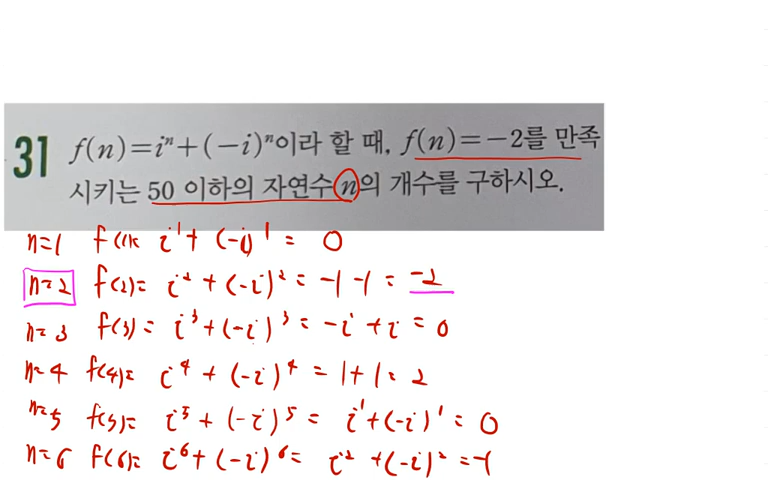 31 f(n)=iⁿ+(−i)ⁿ이라 할 때, f(n)=−2를 만족
시키는 50 이하의 자연수 n의 개수를 구하시오.
n=1 f(1)= i¹+(-i)¹= 0
n=2 f(2)= i²+(-i)²= -1-1= -2
n=3 f(3)= i³+(-i)³= -i+i=0
n=4 f(4)= i⁴+(-i)⁴=1+1=2
n=5 f(5)= i⁵+(-i)⁵= i¹+(-i)¹= 0
n=6 f(6)= i⁶+(-i)⁶= i²+(-i)²=-1